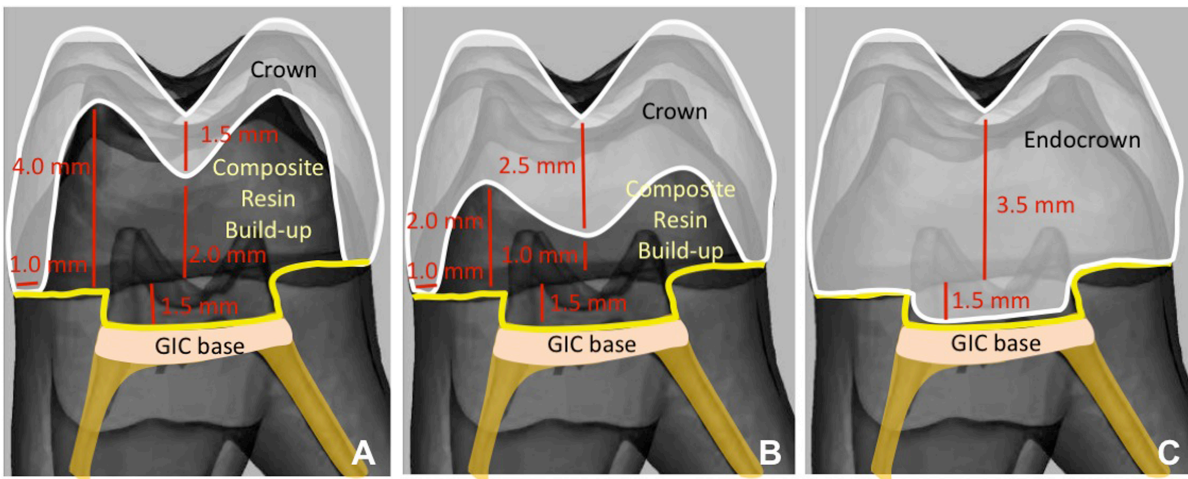 Crown
1.5 mm
4.0 mm
Composite
Resin
Build-up
2.0 mm
1.0 mm
1.5 mm
GIC base
A
Crown
2.5 mm
Composite
Resin
Build-up
2.0 mm
1.0 mm
1.0 mm
1.5 mm
GIC base
B
Endocrown
3.5 mm
1.5 mm
GIC base
C